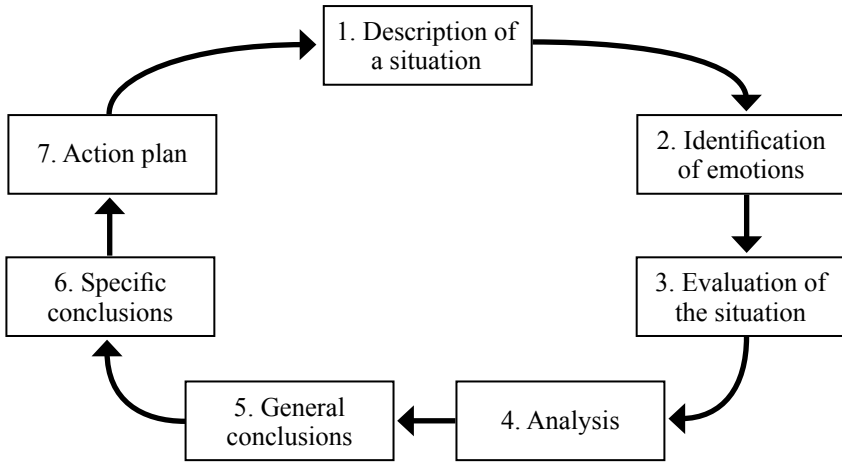 1. Description of
a situation
2. Identification
of emotions
3. Evaluation of
the situation
4. Analysis
5. General
conclusions
6. Specific
conclusions
7. Action plan